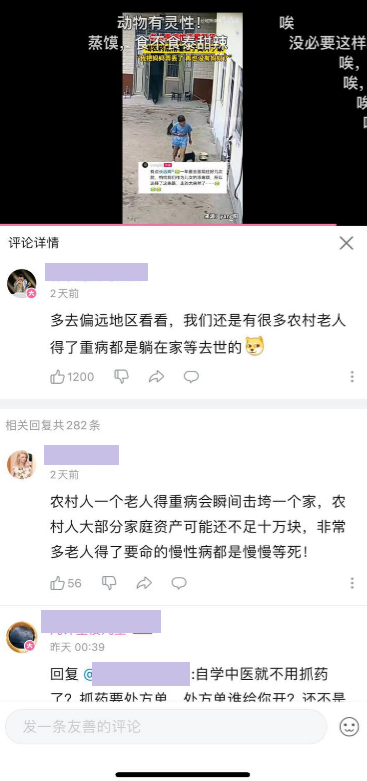 动物有灵性！
唉
蒸馍，食不食泰甜辣
没必要这样
唉，
唉，
唉
评论详情
2天前
多去偏远地区看看，我们还是有很多农村老人
得了重病都是躺在家等去世的
1200
相关回复共282条
2天前
农村人一个老人得重病会瞬间击垮一个家，农
村人大部分家庭资产可能还不足十万块，非常
多老人得了要命的慢性病都是慢慢等死！
56
昨天 00:39
回复 @:自学中医就不用抓药
了？抓药要处方单，处方单谁给你开？还不是
发一条友善的评论